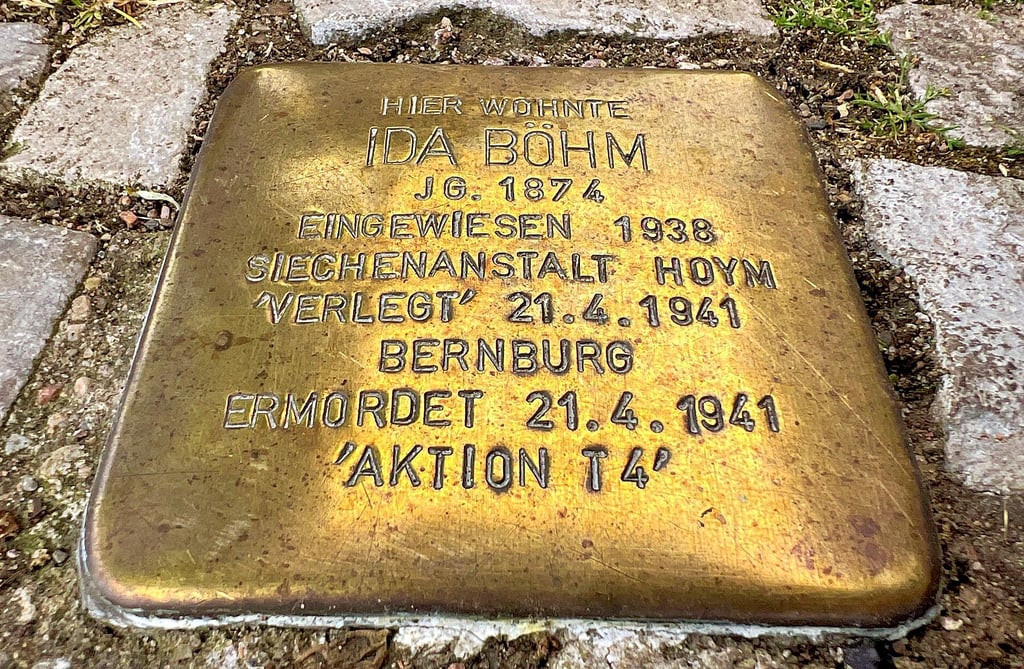 HIER WOHNTE
IDA BÖHM
JG. 1874
EINGEWIESEN 1938
SIECHENANSTALT HOYM
'VERLEGT' 21.4.1941
BERNBURG
ERMORDET 21.4.1941
'AKTION T4'